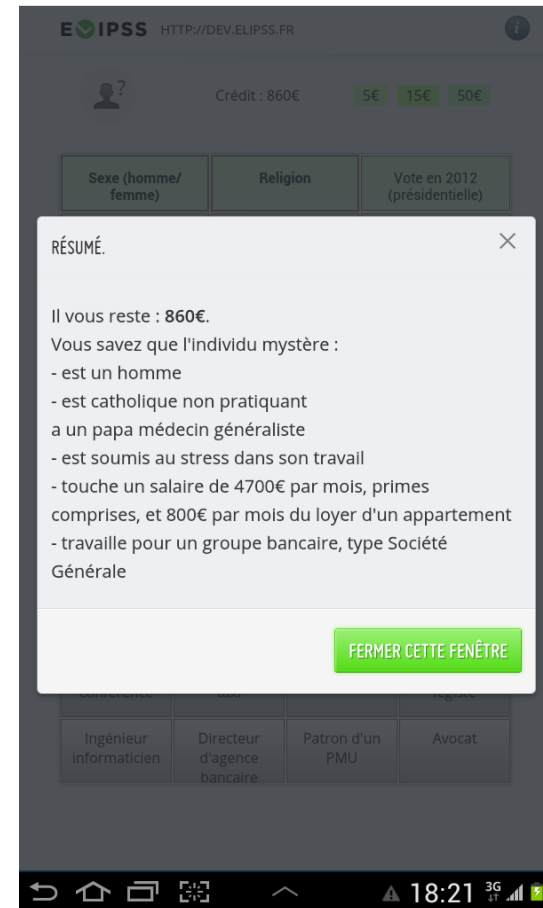 ELIPSS HTTP://DEV.ELIPSS.FR
i
?
Crédit : 860€ 5€ 15€ 50€
Sexe (homme/
femme)
Religion
Vote en 2012
(présidentielle)
RÉSUMÉ.
Il vous reste : 860€.
Vous savez que l'individu mystère :
- est un homme
- est catholique non pratiquant
a un papa médecin généraliste
- est soumis au stress dans son travail
- touche un salaire de 4700€ par mois, primes
comprises, et 800€ par mois du loyer d'un appartement
- travaille pour un groupe bancaire, type Société
Générale
FERMER CETTE FENÊTRE
conférence taxi
Ingénieur
informaticien
Directeur
d'agence
bancaire
Patron d'un
PMU
Avocat
18:21 3G